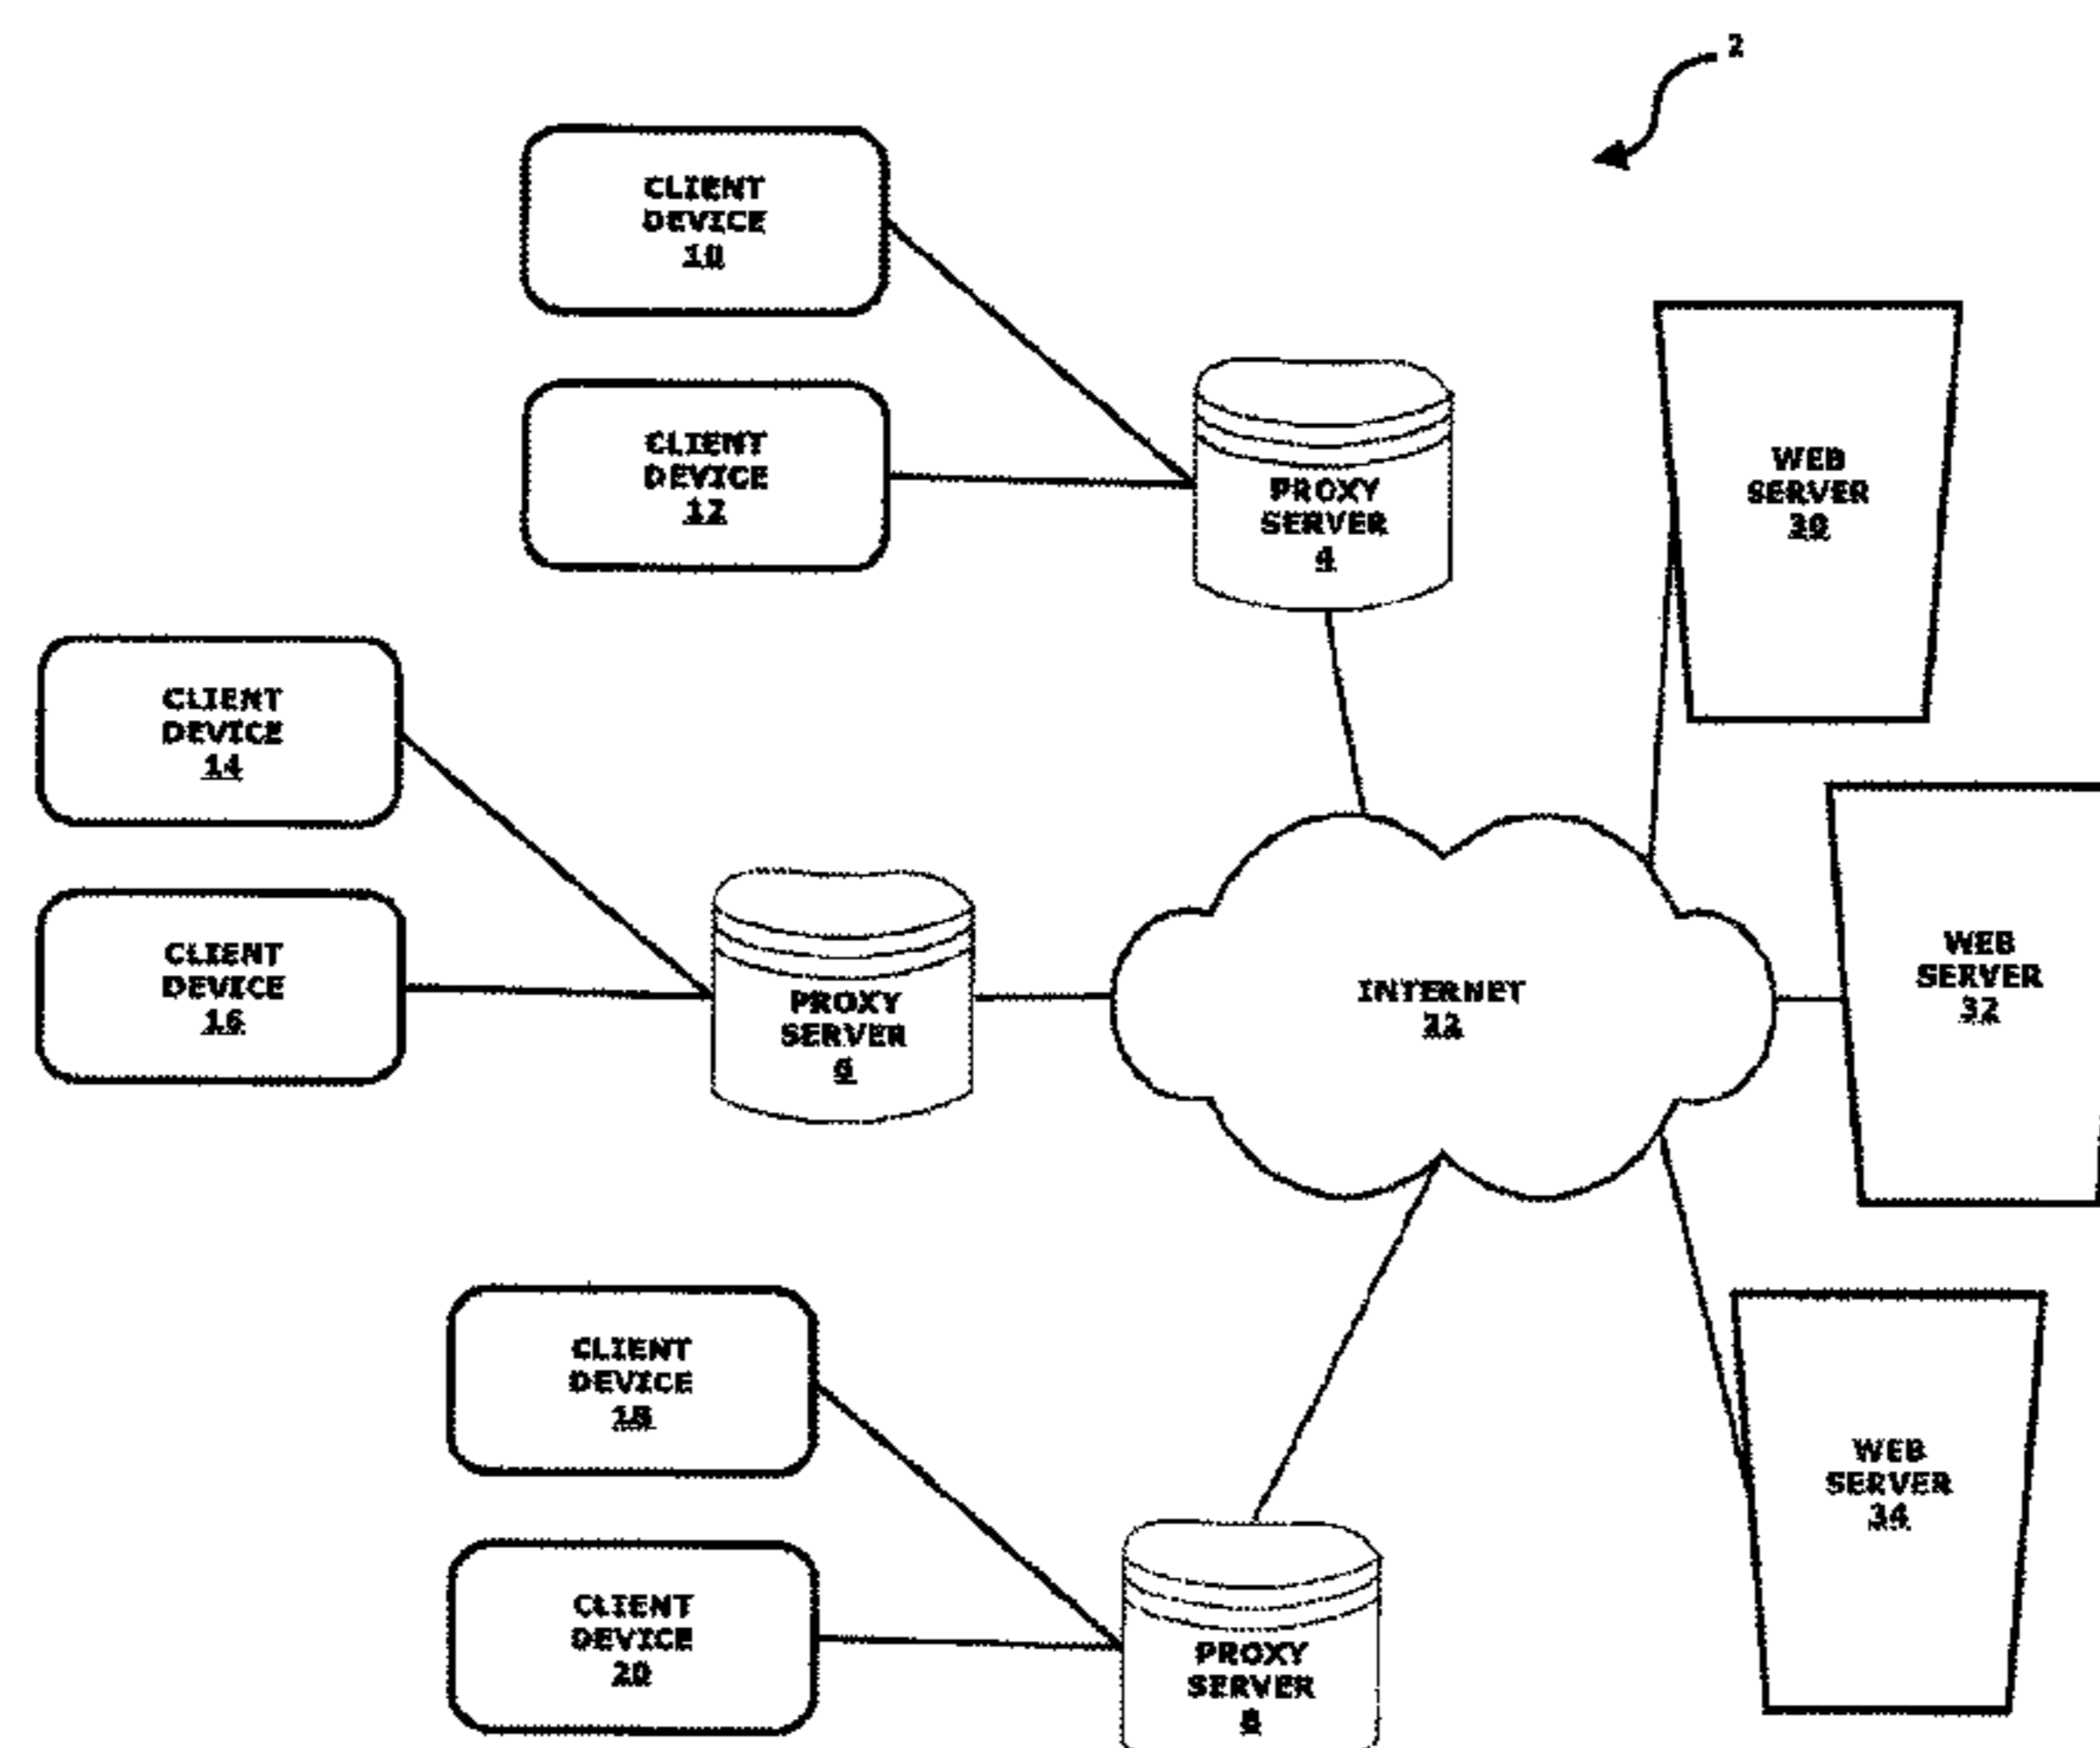 2
CLIENT
DEVICE
10
CLIENT
DEVICE
12
PROXY
SERVER
4
WEB
SERVER
30
CLIENT
DEVICE
14
CLIENT
DEVICE
16
PROXY
SERVER
6
INTERNET
22
WEB
SERVER
32
CLIENT
DEVICE
18
CLIENT
DEVICE
20
PROXY
SERVER
8
WEB
SERVER
34